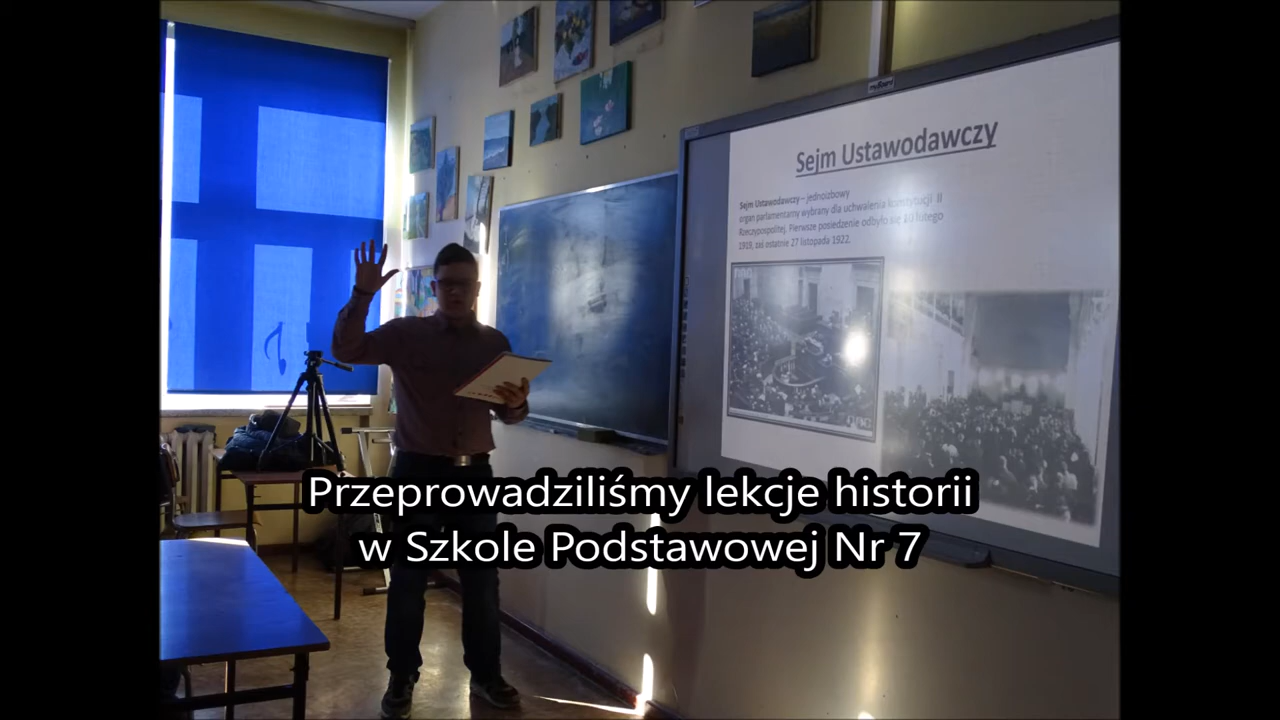 Sejm Ustawodawczy
Sejm Ustawodawczy – jednoizbowy
organ parlamentarny wybrany dla uchwalenia konstytucji II
Rzeczypospolitej. Pierwsze posiedzenie odbyło się 10 lutego
1919, zaś ostatnie 27 listopada 1922.
Przeprowadziliśmy lekcje historii
w Szkole Podstawowej Nr 7